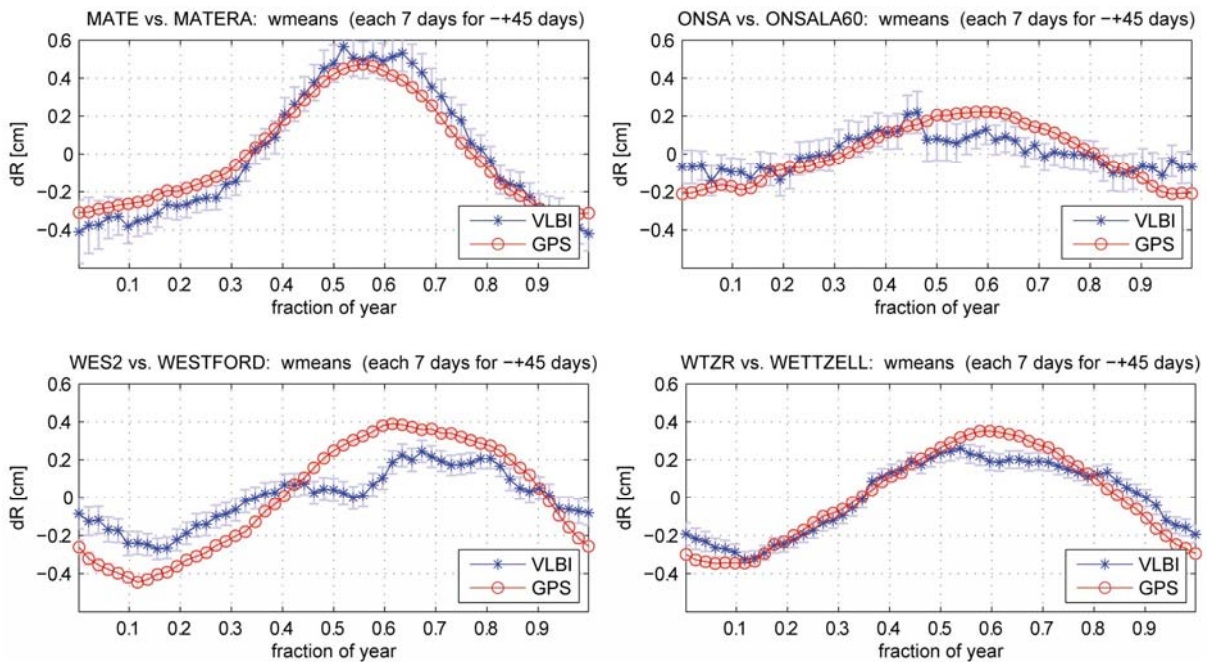 MATE vs. MATERA: wmeans (each 7 days for −+45 days)
0.6
0.4
0.2
0
−0.2
−0.4
dR [cm]
VLBI
GPS
0.1 0.2 0.3 0.4 0.5 0.6 0.7 0.8 0.9
fraction of year
ONSA vs. ONSALA60: wmeans (each 7 days for −+45 days)
0.6
0.4
0.2
0
−0.2
−0.4
dR [cm]
VLBI
GPS
0.1 0.2 0.3 0.4 0.5 0.6 0.7 0.8 0.9
fraction of year
WES2 vs. WESTFORD: wmeans (each 7 days for −+45 days)
0.6
0.4
0.2
0
−0.2
−0.4
dR [cm]
VLBI
GPS
0.1 0.2 0.3 0.4 0.5 0.6 0.7 0.8 0.9
fraction of year
WTZR vs. WETTZELL: wmeans (each 7 days for −+45 days)
0.6
0.4
0.2
0
−0.2
−0.4
dR [cm]
VLBI
GPS
0.1 0.2 0.3 0.4 0.5 0.6 0.7 0.8 0.9
fraction of year